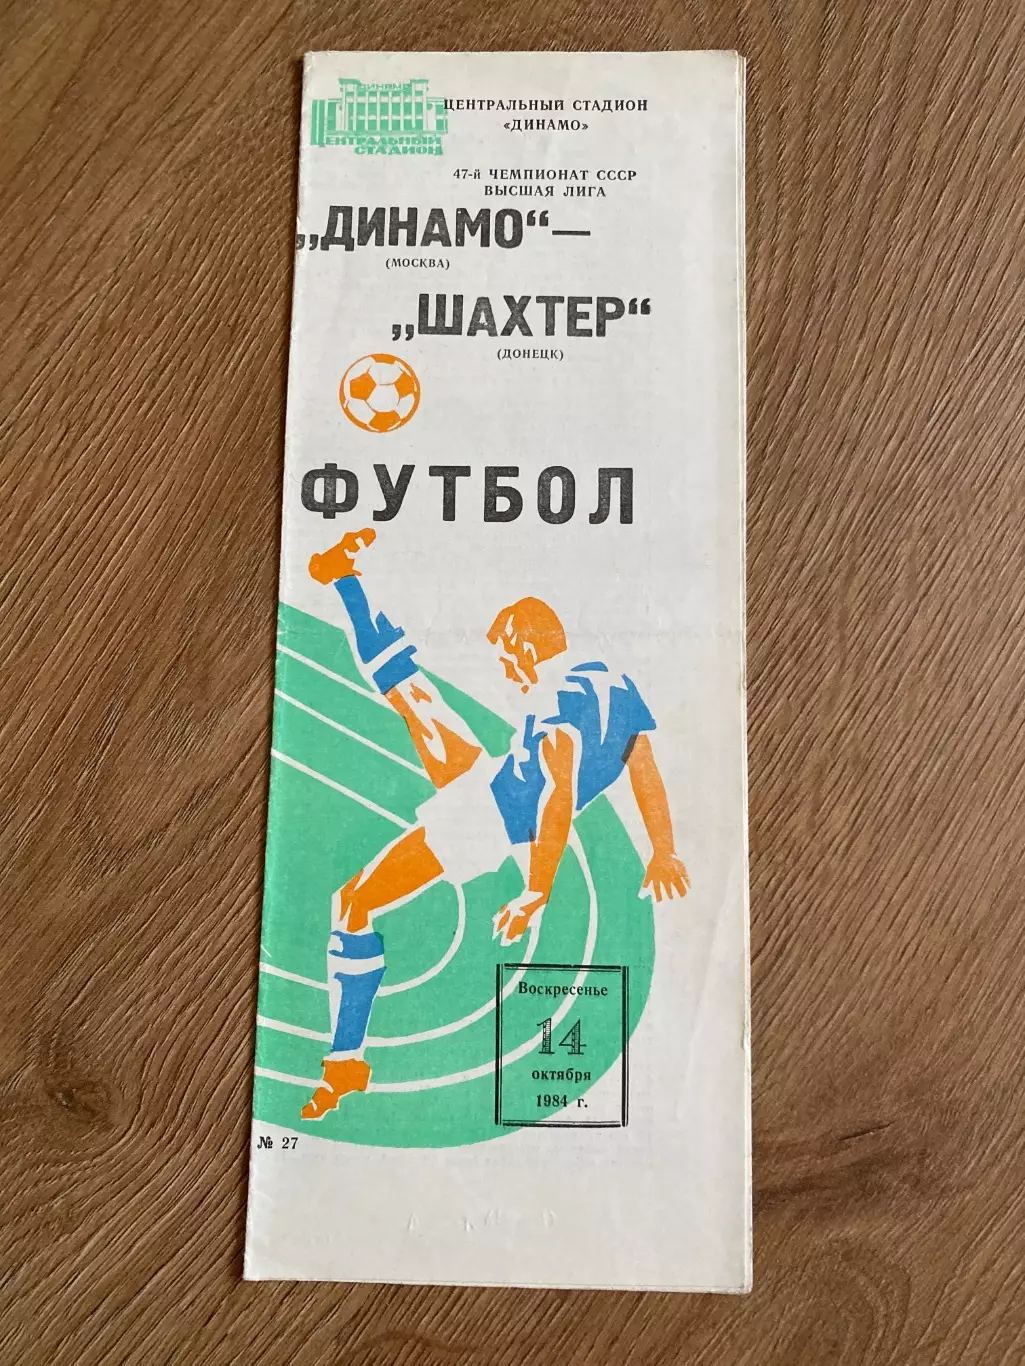 ДИНАМО
ЦЕНТРАЛЬНЫЙ
СТАДИОН
ЦЕНТРАЛЬНЫЙ СТАДИОН
«ДИНАМО»
47-й ЧЕМПИОНАТ СССР
ВЫСШАЯ ЛИГА
„ДИНАМО“—
(МОСКВА)
„ШАХТЕР“
(ДОНЕЦК)
ФУТБОЛ
Воскресенье
14
октября
1984 г.
№ 27